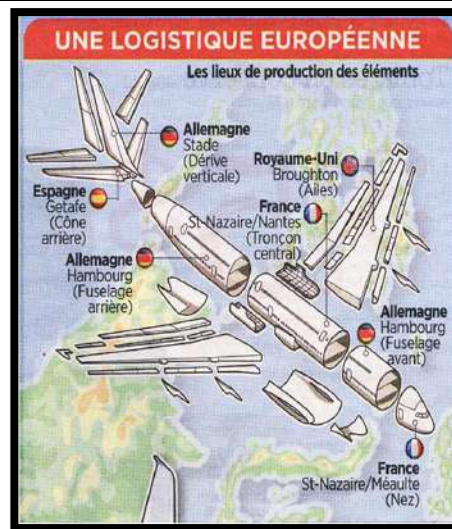 UNE LOGISTIQUE EUROPÉENNE
Les lieux de production des éléments
Allemagne
Stade
(Dérive
verticale)
Royaume-Uni
Broughton
(Ailes)
Espagne
Getafe
(Cône
arrière)
France
St-Nazaire/Nantes
(Tronçon
central)
Allemagne
Hambourg
(Fuselage
arrière)
Allemagne
Hambourg
(Fuselage
avant)
France
St-Nazaire/Méaulte
(Nez)